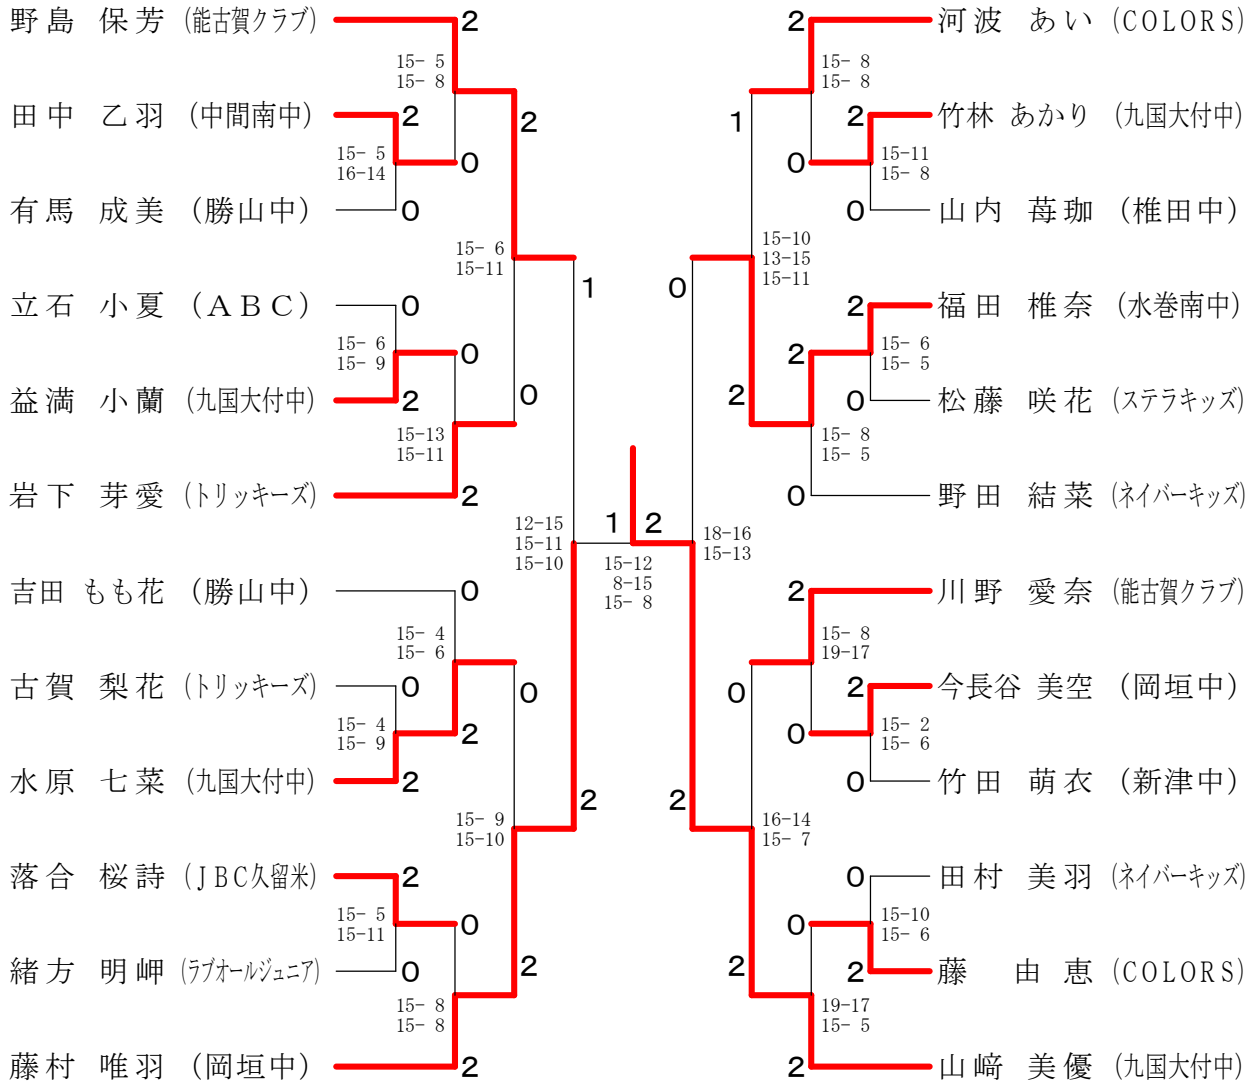 野島 保芳 (能古賀クラブ) 2 2 河波 あい (COLORS)
15- 5 15- 8
15- 8 15- 8
田中 乙羽 (中間南中) 2 2 1 2 竹林 あかり (九国大付中)
15- 5 0 0 15-11
16-14 15- 8
有馬 成美 (勝山中) 0 0 山内 苺珈 (椎田中)
15- 6 15-10
15-11 13-15
15-11
1 0
立石 小夏 (ABC) 0 2 福田 椎奈 (水巻南中)
15- 6 0 2 15- 6
15- 9 15- 5
益満 小蘭 (九国大付中) 2 0 2 0 松藤 咲花 (ステラキッズ)
15-13 15- 8
15-11 15- 5
岩下 芽愛 (トリッキーズ) 2 0 野田 結菜 (ネイバーキッズ)
12-15 1 2 18-16
15-11 15-13
15-10 15-12
8-15
15- 8
吉田 もも花 (勝山中) 0 2 川野 愛奈 (能古賀クラブ)
15- 4 15- 8
15- 6 19-17
古賀 梨花 (トリッキーズ) 0 0 0 2 今長谷 美空 (岡垣中)
15- 4 2 0 15- 2
15- 9 15- 6
水原 七菜 (九国大付中) 2 0 竹田 萌衣 (新津中)
2 2
15- 9 16-14
15-10 15- 7
落合 桜詩 (JBC久留米) 2 0 田村 美羽 (ネイバーキッズ)
15- 5 0 0 15-10
15-11 15- 6
緒方 明岬 (ラブオールジュニア) 0 2 2 2 藤 由恵 (COLORS)
15- 8 19-17
15- 8 15- 5
藤村 唯羽 (岡垣中) 2 2 山﨑 美優 (九国大付中)